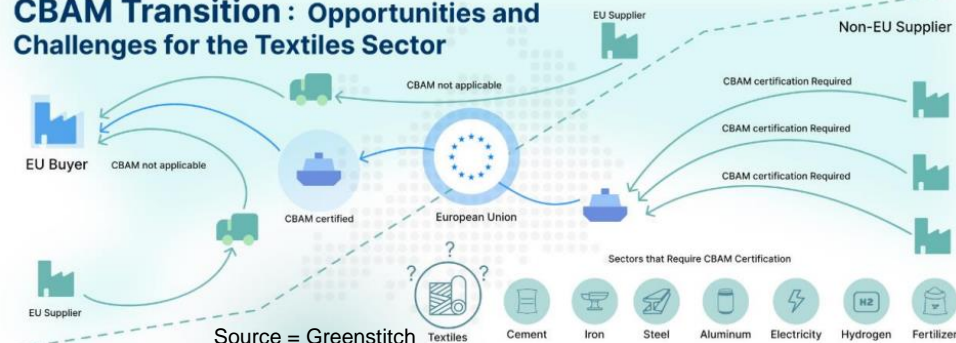 CBAM Transition : Opportunities and
Challenges for the Textiles Sector
EU Supplier
Non-EU Supplier
CBAM not applicable
CBAM certification Required
CBAM certification Required
EU Buyer
CBAM not applicable
CBAM certification Required
CBAM certified
European Union
Sectors that Require CBAM Certification
? ? ?
H2
EU Supplier
Source = Greenstitch
Textiles
Cement
Iron
Steel
Aluminum
Electricity
Hydrogen
Fertilizer